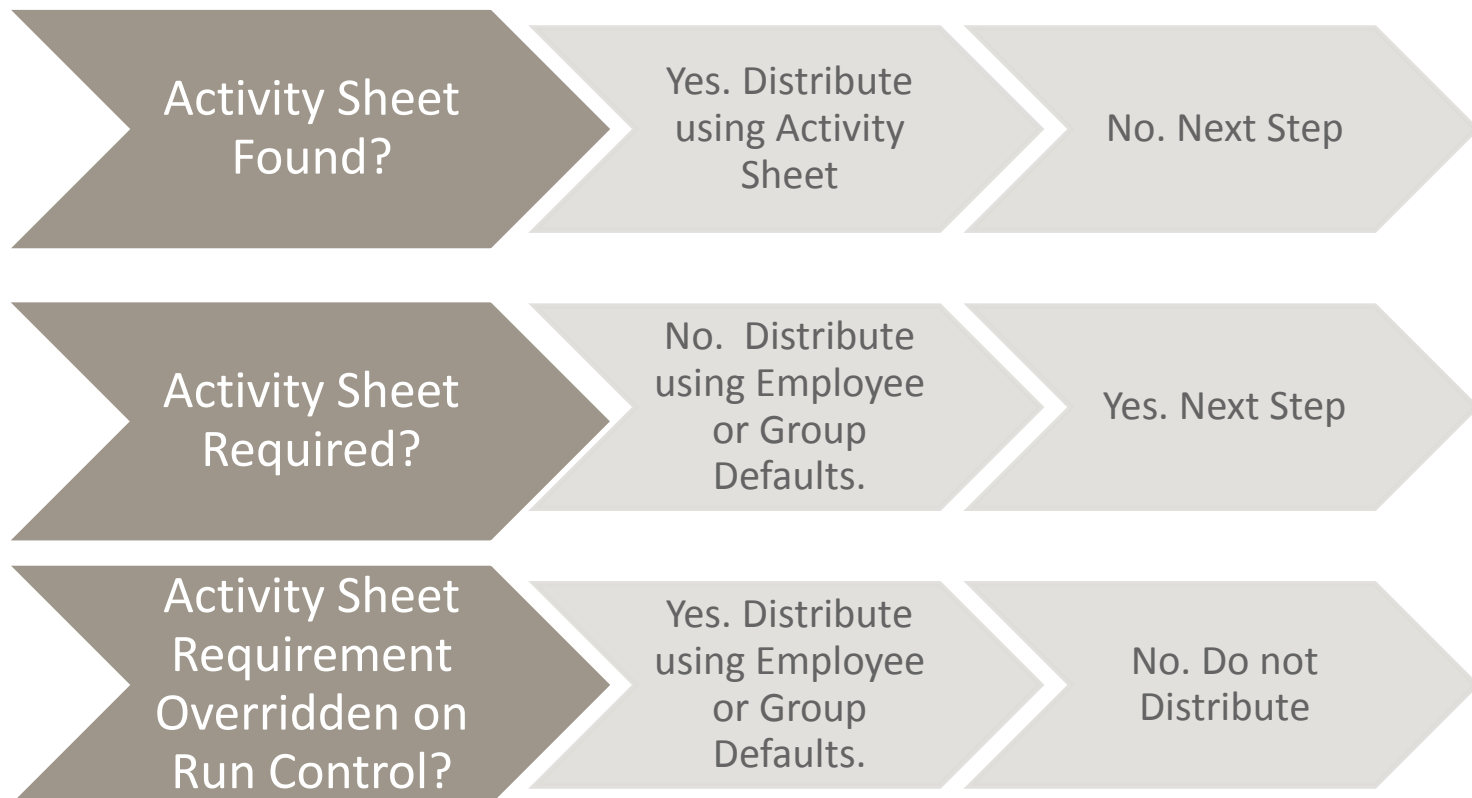 Activity Sheet
Found?
Yes. Distribute
using Activity
Sheet
No. Next Step
Activity Sheet
Required?
No.  Distribute
using Employee
or Group
Defaults.
Yes. Next Step
Activity Sheet
Requirement
Overridden on
Run Control?
Yes. Distribute
using Employee
or Group
Defaults.
No. Do not
Distribute